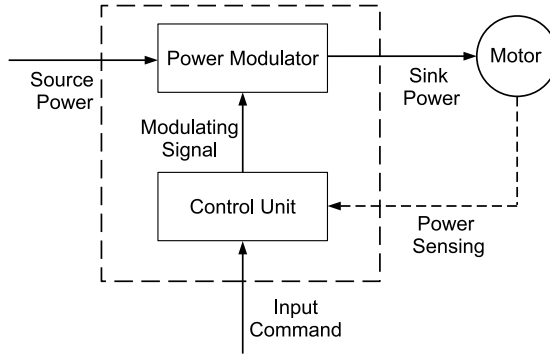 Power Modulator
Motor
Source
Power
Sink
Power
Modulating
Signal
Control Unit
Power
Sensing
Input
Command